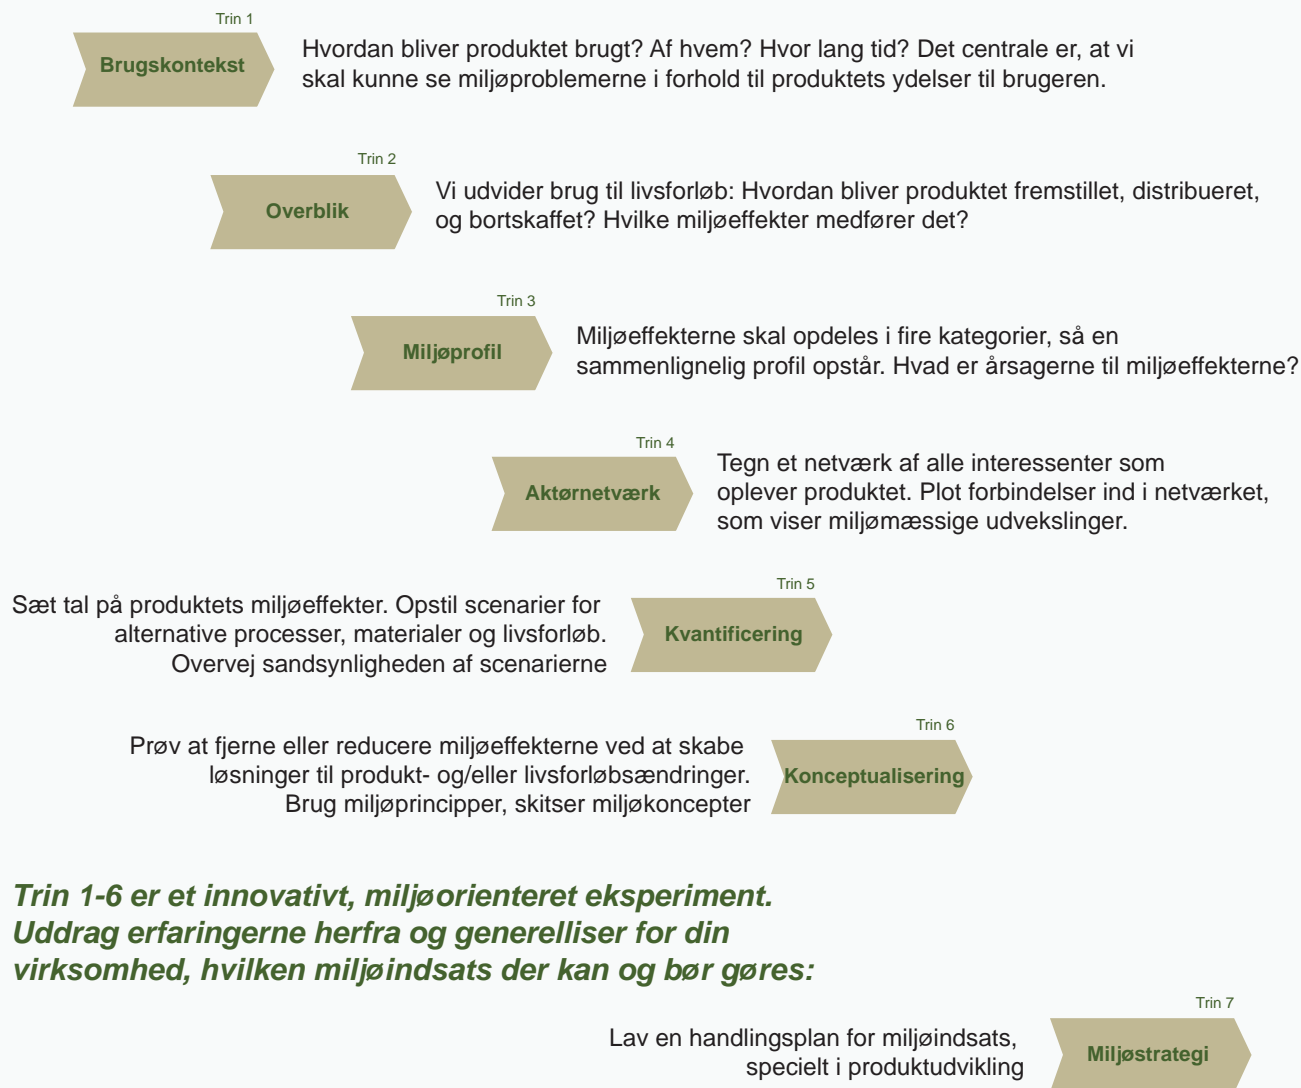 Trin 1
Brugskontekst
Hvordan bliver produktet brugt? Af hvem? Hvor lang tid? Det centrale er, at vi
skal kunne se miljøproblemerne i forhold til produktets ydelser til brugeren.
Trin 2
Overblik
Vi udvider brug til livsforløb: Hvordan bliver produktet fremstillet, distribueret,
og bortskaffet? Hvilke miljøeffekter medfører det?
Trin 3
Miljøprofil
Miljøeffekterne skal opdeles i fire kategorier, så en
sammenlignelig profil opstår. Hvad er årsagerne til miljøeffekterne?
Trin 4
Aktørnetværk
Tegn et netværk af alle interessenter som
oplever produktet. Plot forbindelser ind i netværket,
som viser miljømæssige udvekslinger.
Trin 5
Kvantificering
Sæt tal på produktets miljøeffekter. Opstil scenarier for
alternative processer, materialer og livsforløb.
Overvej sandsynligheden af scenarierne
Trin 6
Konceptualisering
Prøv at fjerne eller reducere miljøeffekterne ved at skabe
løsninger til produkt- og/eller livsforløbsændringer.
Brug miljøprincipper, skitser miljøkoncepter
Trin 1-6 er et innovativt, miljøorienteret eksperiment.
Uddrag erfaringerne herfra og generelliser for din
virksomhed, hvilken miljøindsats der kan og bør gøres:
Trin 7
Miljøstrategi
Lav en handlingsplan for miljøindsats,
specielt i produktudvikling